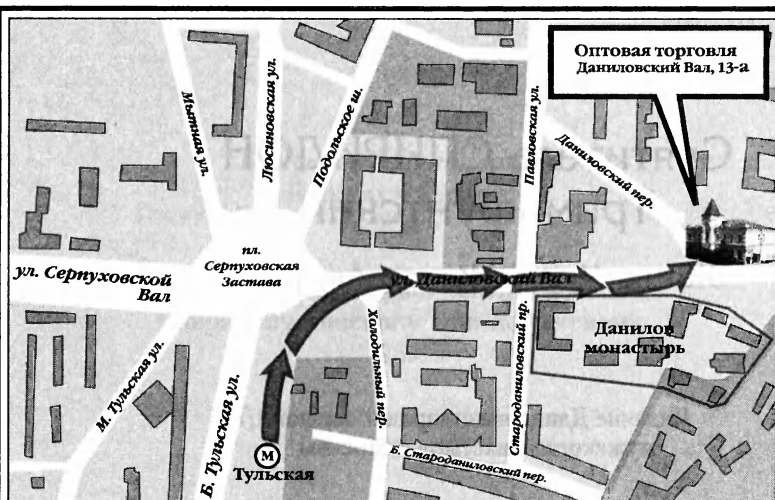 Оптовая торговля
Даниловский Вал, 13-а
Мытная ул.
Люсиновская ул.
Подольское ш.
Павловская ул.
Даниловский пер.
пл.
Серпуховская
Застава
ул. Серпуховской
Вал
ул. Даниловский Вал
Данилов
монастырь
Холодильный пер.
Староданиловский пр.
М. Тульская ул.
Б. Тульская ул.
М
Тульская
Б. Староданиловский пер.